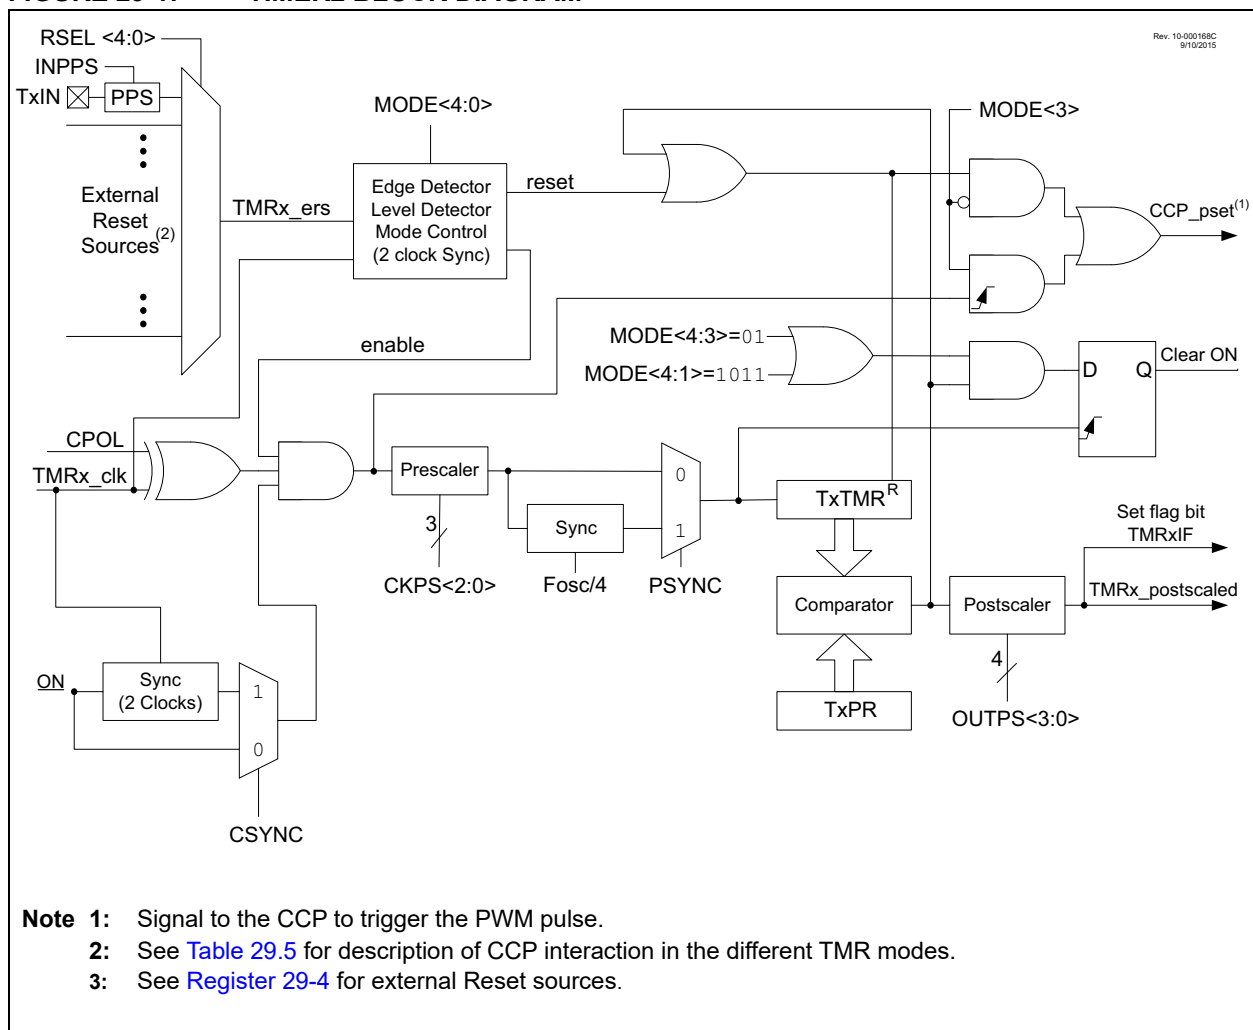 RSEL <4:0>
Rev. 10-000168C
9/10/2015
INPPS
TxIN
PPS
MODE<4:0>
MODE<3>
External
Reset
Sources(2)
TMRx_ers
Edge Detector
Level Detector
Mode Control
(2 clock Sync)
reset
CCP_pset(1)
enable
MODE<4:3>=01
MODE<4:1>=1011
D
Q
Clear ON
CPOL
TMRx_clk
Prescaler
3
CKPS<2:0>
Sync
Fosc/4
0
1
PSYNC
TxTMR
R
Set flag bit
TMRxIF
Comparator
Postscaler
TMRx_postscaled
4
OUTPS<3:0>
TxPR
ON
Sync
(2 Clocks)
1
0
CSYNC
Note 1: Signal to the CCP to trigger the PWM pulse.
2: See Table 29.5 for description of CCP interaction in the different TMR modes.
3: See Register 29-4 for external Reset sources.